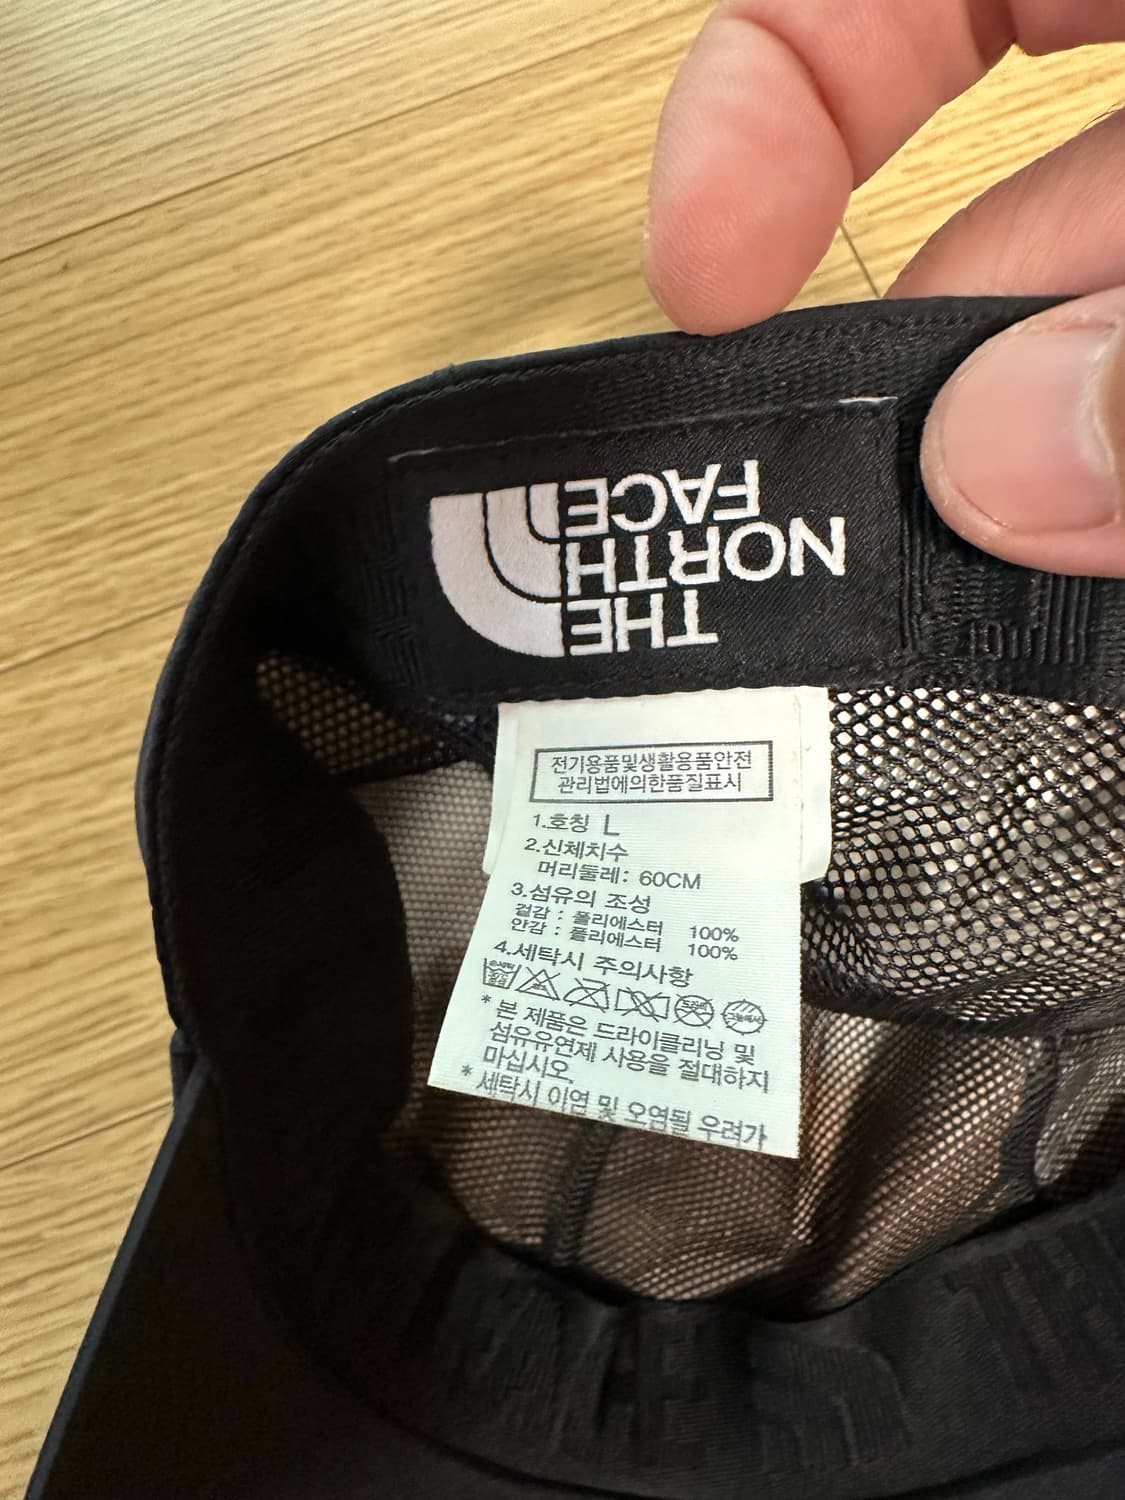 THE
NORTH
FACE
전기용품및생활용품안전
관리법에의한품질표시
1.호칭 L
2.신체치수
머리둘레: 60CM
3.섬유의 조성
겉감 : 폴리에스터 100%
안감 : 폴리에스터 100%
4.세탁시 주의사항
* 본 제품은 드라이클리닝 및
섬유유연제 사용을 절대하지
마십시오
* 세탁시 이염 및 오염될 우려가